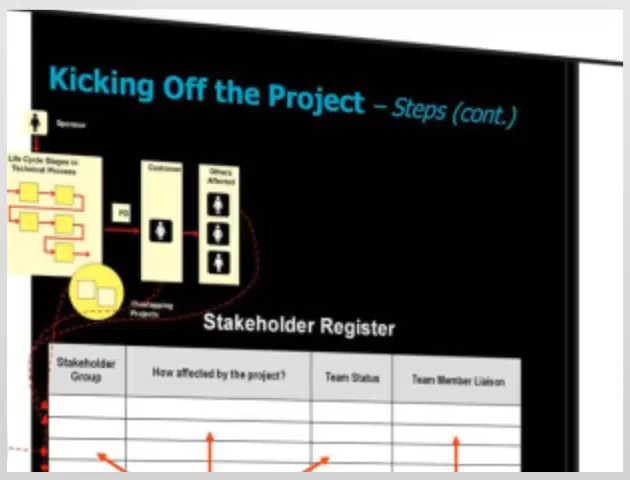 Kicking Off the Project – Steps (cont.)
Sponsor
Life Cycle Stages in
Technical Process
Customer
Others
Affected
PD
Overlapping
Projects
Stakeholder Register
Stakeholder
Group
How affected by the project?
Team Status
Team Member Liaison